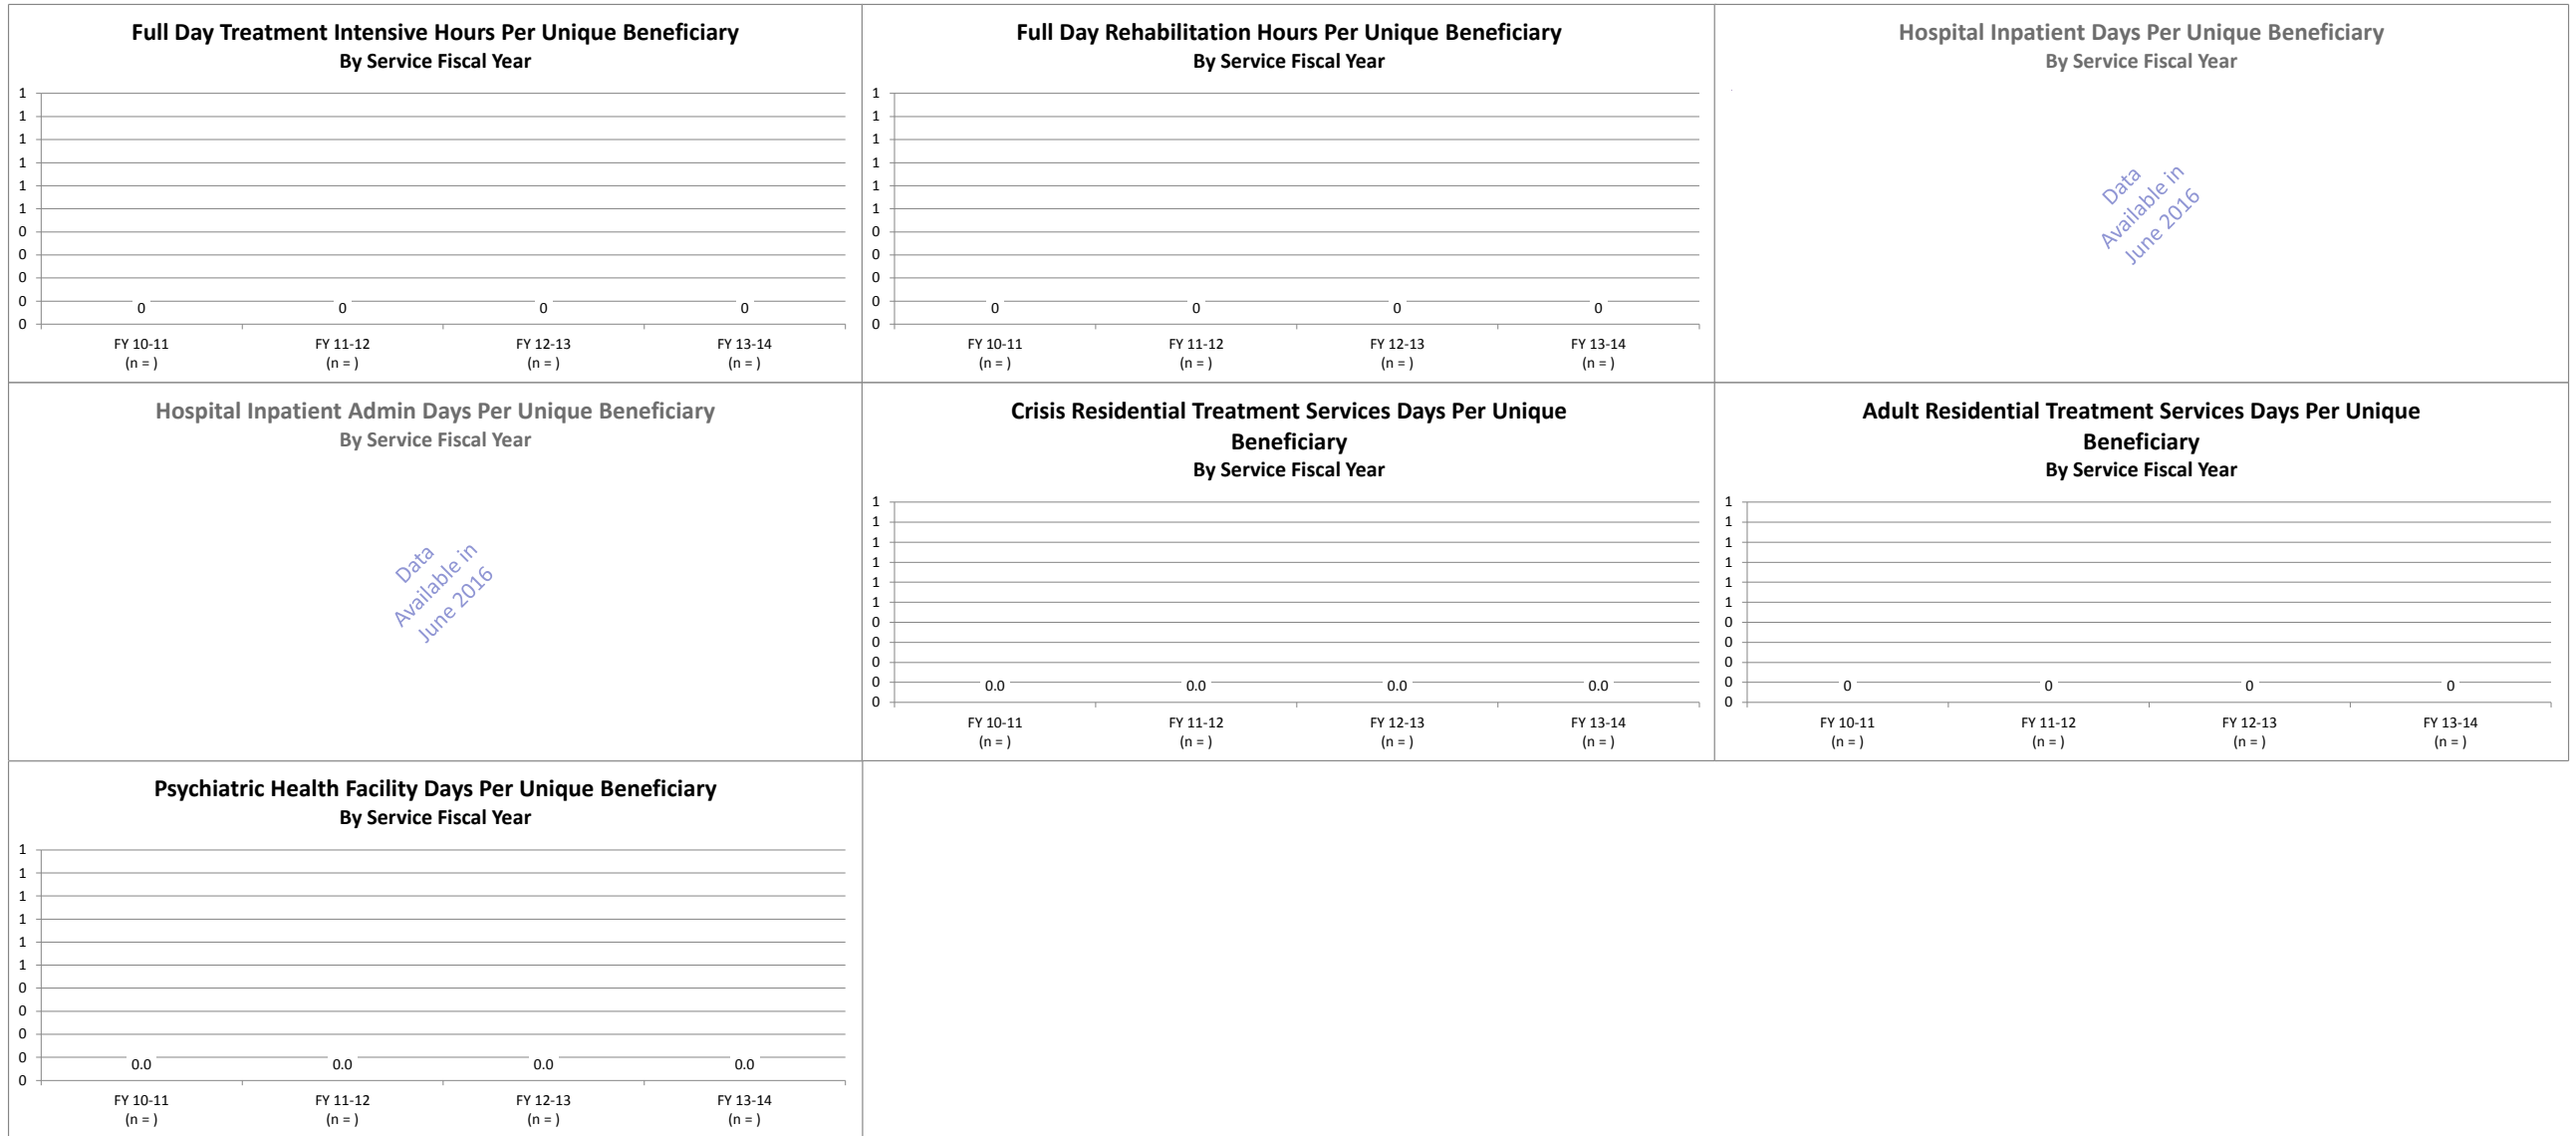 Full Day Treatment Intensive Hours Per Unique Beneficiary
By Service Fiscal Year
1
1
1
1
1
1
0
0
0
0
0
0 0 0 0
FY 10-11 FY 11-12 FY 12-13 FY 13-14
(n = ) (n = ) (n = ) (n = )
Full Day Rehabilitation Hours Per Unique Beneficiary
By Service Fiscal Year
1
1
1
1
1
1
0
0
0
0
0
0 0 0 0
FY 10-11 FY 11-12 FY 12-13 FY 13-14
(n = ) (n = ) (n = ) (n = )
Hospital Inpatient Days Per Unique Beneficiary
By Service Fiscal Year
Data
Available in
June 2016
Hospital Inpatient Admin Days Per Unique Beneficiary
By Service Fiscal Year
Data
Available in
June 2016
Crisis Residential Treatment Services Days Per Unique
Beneficiary
By Service Fiscal Year
1
1
1
1
1
1
0
0
0
0
0
0.0 0.0 0.0 0.0
FY 10-11 FY 11-12 FY 12-13 FY 13-14
(n = ) (n = ) (n = ) (n = )
Adult Residential Treatment Services Days Per Unique
Beneficiary
By Service Fiscal Year
1
1
1
1
1
1
0
0
0
0
0
0 0 0 0
FY 10-11 FY 11-12 FY 12-13 FY 13-14
(n = ) (n = ) (n = ) (n = )
Psychiatric Health Facility Days Per Unique Beneficiary
By Service Fiscal Year
1
1
1
1
1
1
0
0
0
0
0
0.0 0.0 0.0 0.0
FY 10-11 FY 11-12 FY 12-13 FY 13-14
(n = ) (n = ) (n = ) (n = )